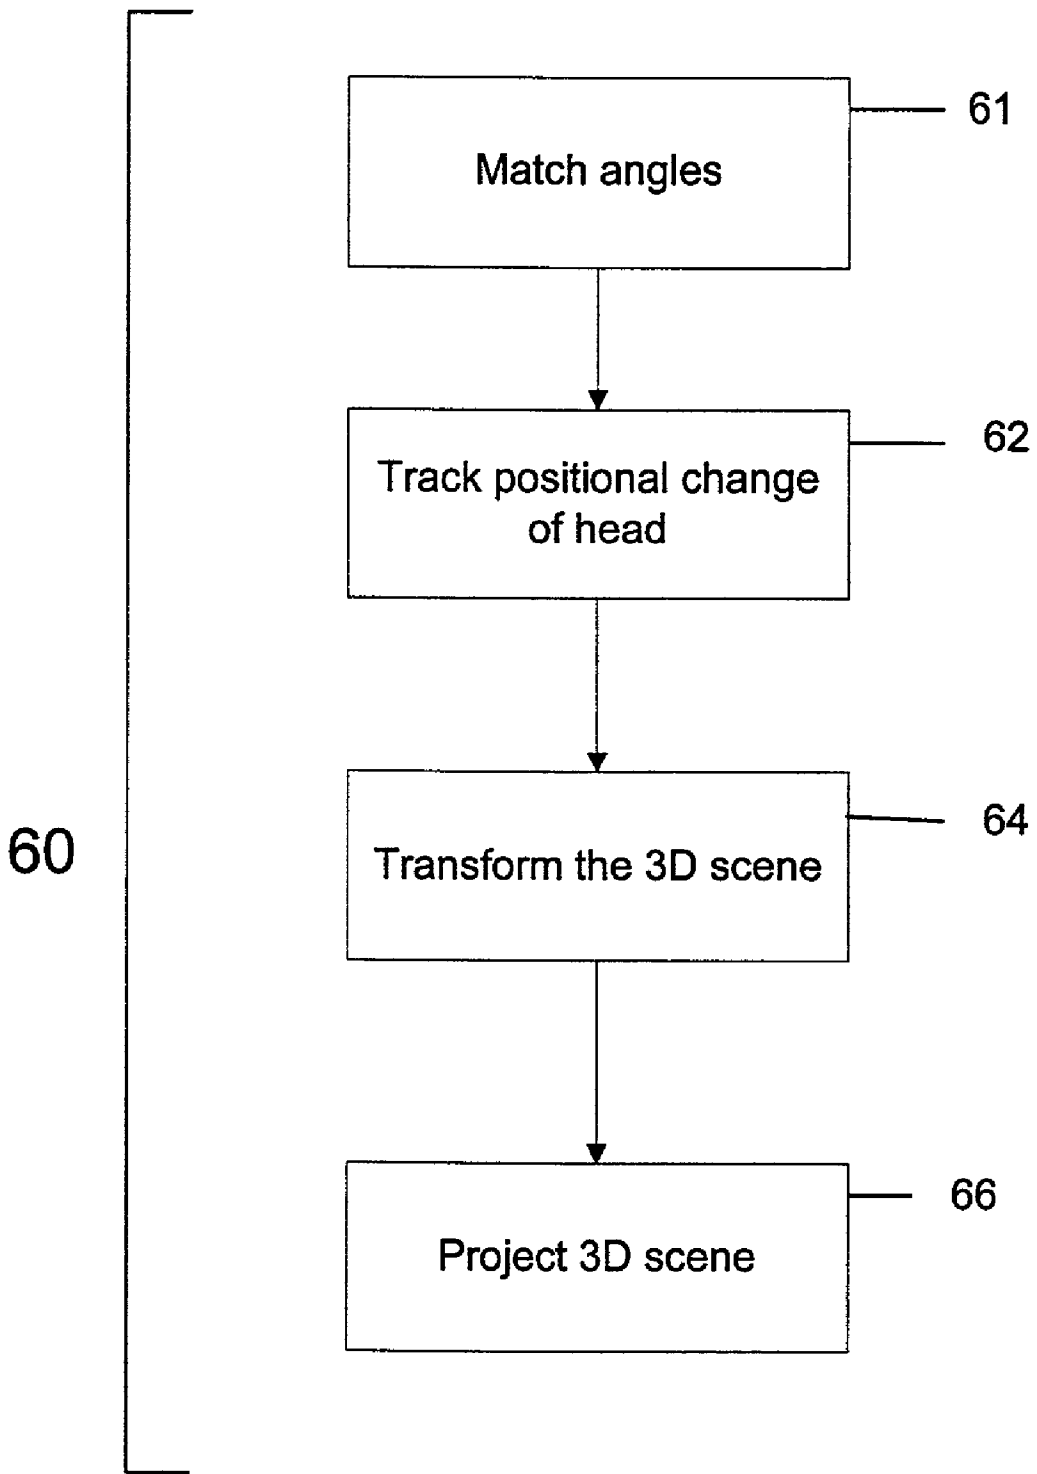 61
Match angles
62
Track positional change
of head
64
60
Transform the 3D scene
66
Project 3D scene